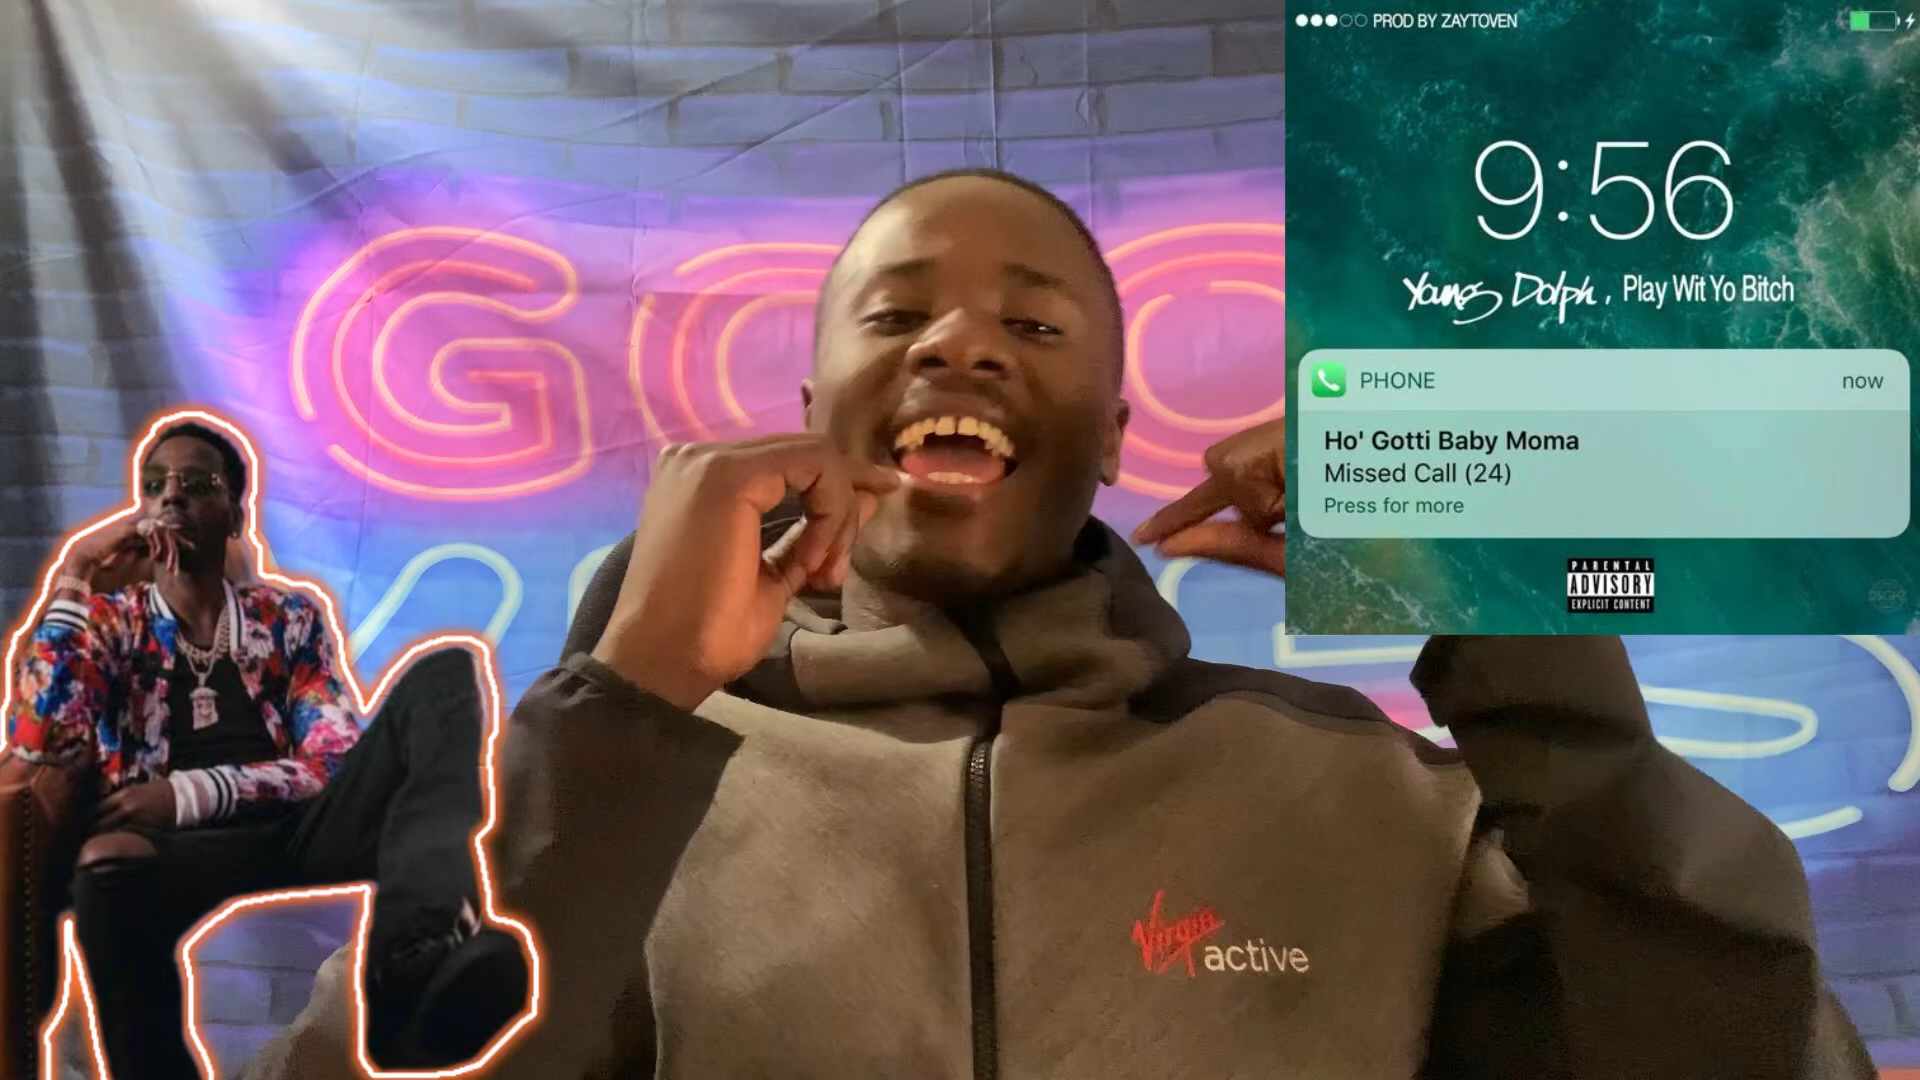 PROD BY ZAYTOVEN
9:56
Young Dolph, Play Wit Yo Bitch
PHONE
now
Ho' Gotti Baby Moma
Missed Call (24)
Press for more
PARENTAL
ADVISORY
EXPLICIT CONTENT
Virgin active